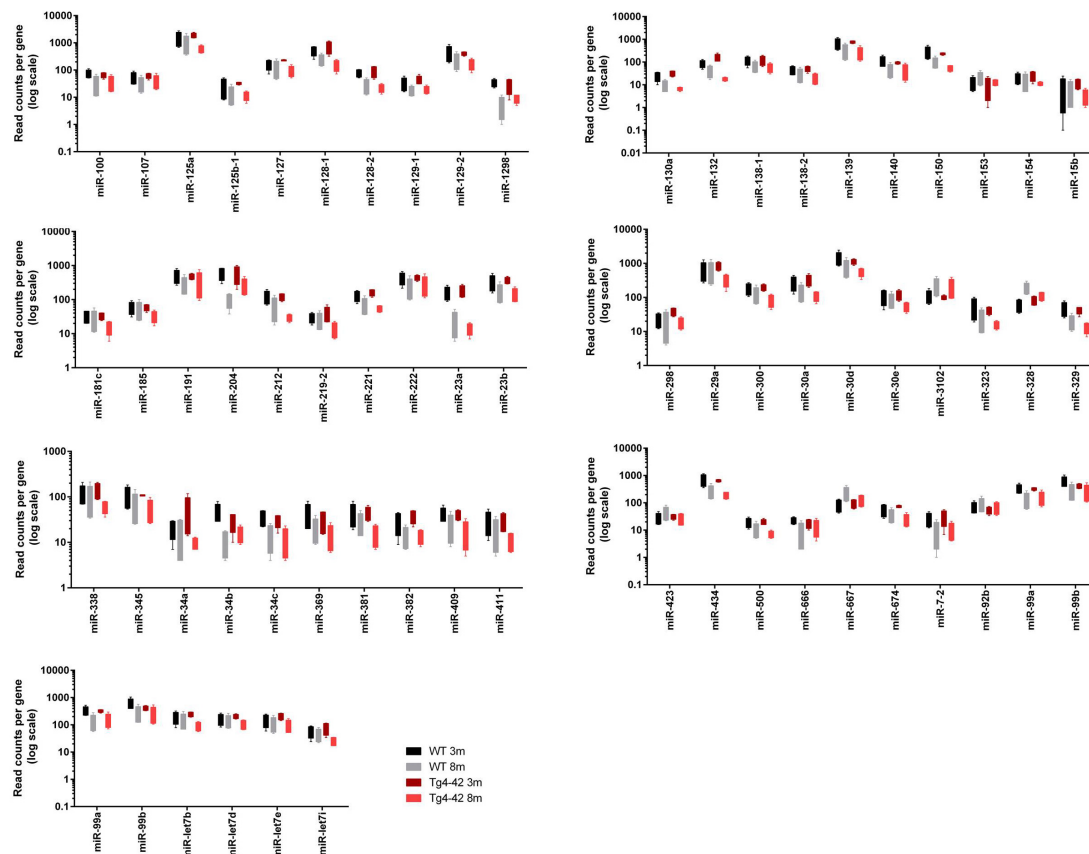 Read counts per gene
(log scale)
10000
1000
100
10
1
0.1
miR-100
miR-107
miR-125a
miR-125b-1
miR-127
miR-128-1
miR-128-2
miR-129-1
miR-129-2
miR-1298
Read counts per gene
(log scale)
10000
1000
100
10
1
0.1
0.01
miR-130a
miR-132
miR-138-1
miR-138-2
miR-139
miR-140
miR-150
miR-153
miR-154
miR-15b
Read counts per gene
(log scale)
10000
1000
100
10
1
miR-181c
miR-185
miR-191
miR-204
miR-212
miR-219-2
miR-221
miR-222
miR-23a
miR-23b
Read counts per gene
(log scale)
10000
1000
100
10
1
miR-298
miR-29a
miR-300
miR-30a
miR-30d
miR-30e
miR-3102
miR-323
miR-328
miR-3329
Read counts per gene
(log scale)
1000
100
10
1
miR-338
miR-345
miR-34a
miR-34b
miR-34c
miR-369
miR-381
miR-382
miR-409
miR-411
Read counts per gene
(log scale)
10000
1000
100
10
1
0.1
miR-423
miR-434
miR-500
miR-666
miR-667
miR-674
miR-7-2
miR-92b
miR-99a
miR-99b
Read counts per gene
(log scale)
10000
1000
100
10
1
0.1
miR-99a
miR-99b
miR-let7b
miR-let7d
miR-let7e
miR-let7i
WT 3m
WT 8m
Tg4-42 3m
Tg4-42 8m